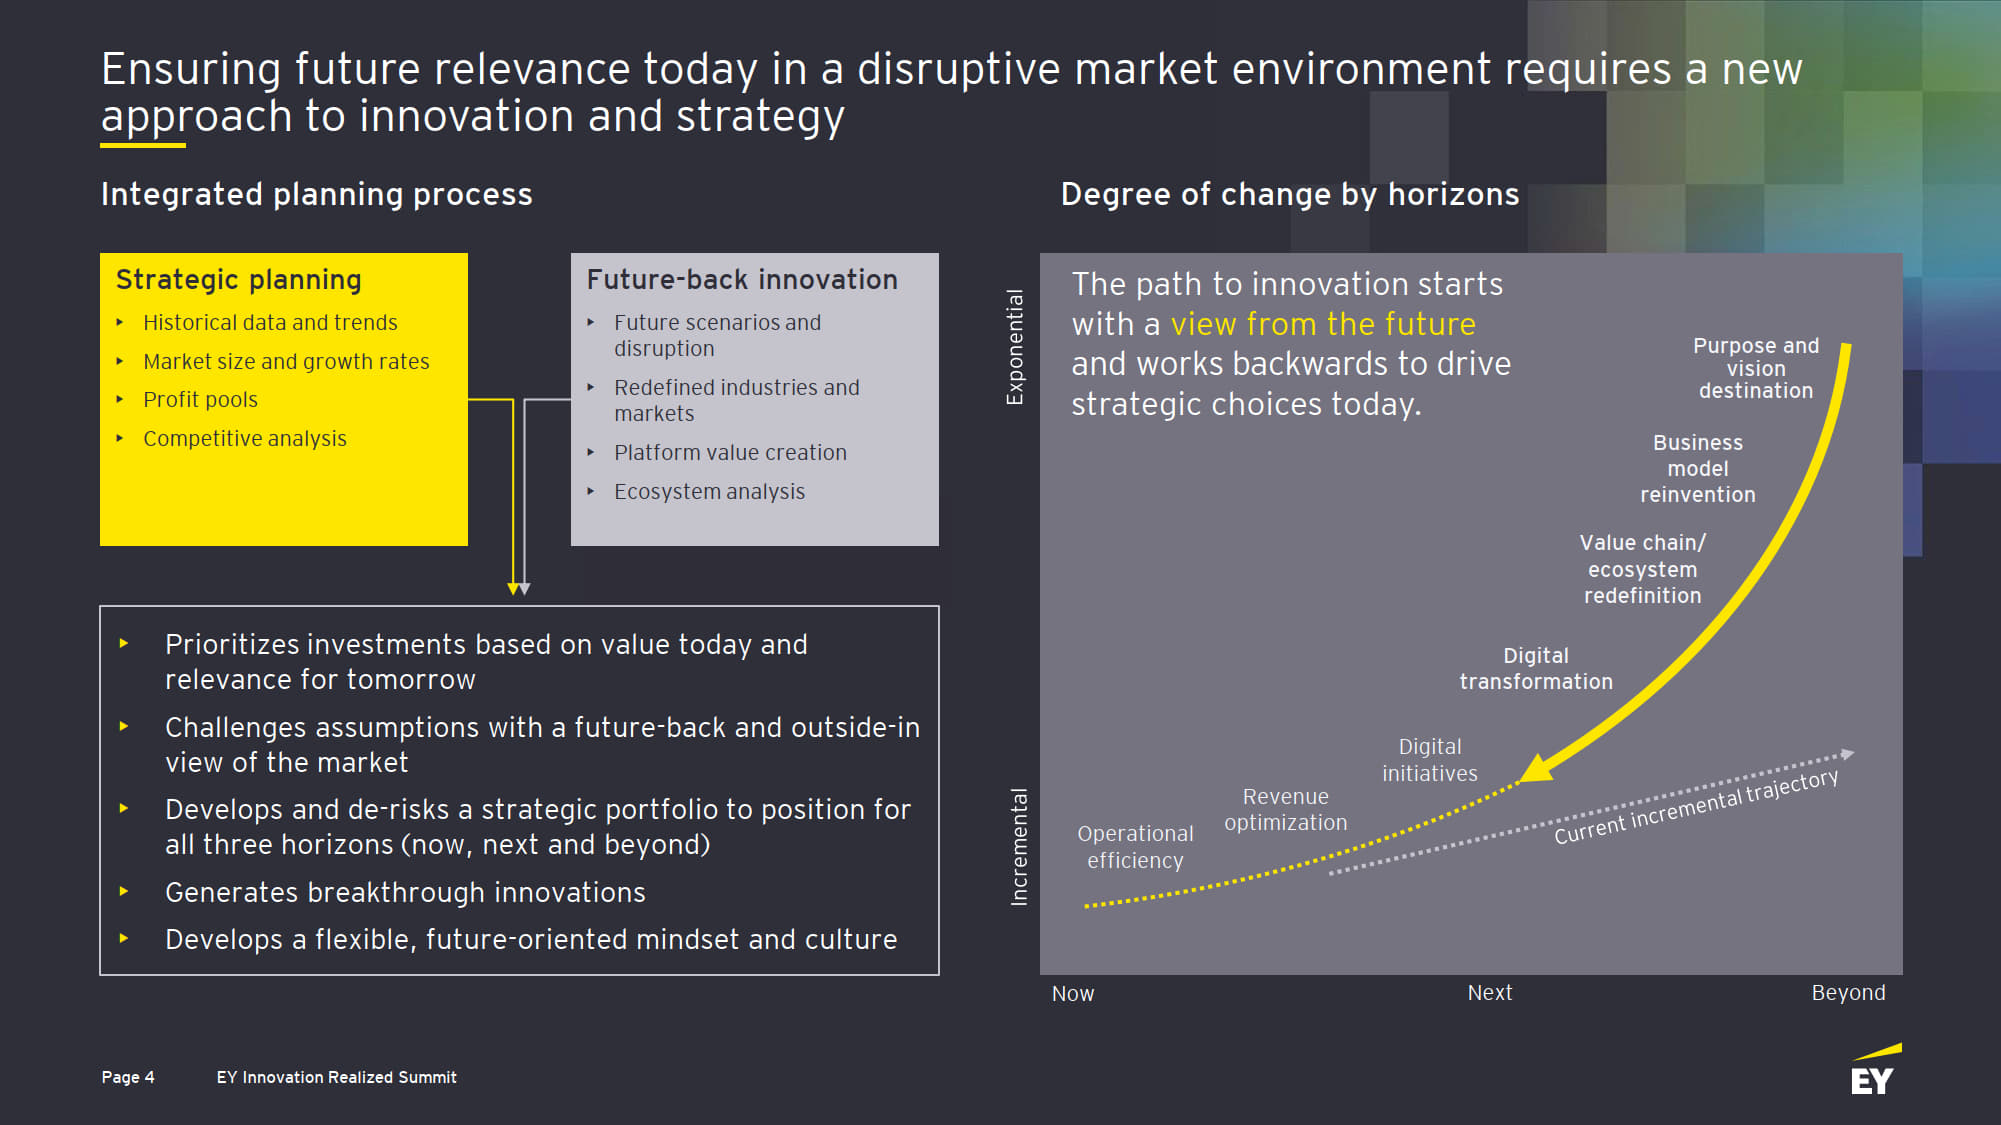 Ensuring future relevance today in a disruptive market environment requires a new
approach to innovation and strategy
Integrated planning process
Strategic planning
‣ Historical data and trends
‣ Market size and growth rates
‣ Profit pools
‣ Competitive analysis
Future-back innovation
‣ Future scenarios and
disruption
‣ Redefined industries and
markets
‣ Platform value creation
‣ Ecosystem analysis
‣ Prioritizes investments based on value today and
relevance for tomorrow
‣ Challenges assumptions with a future-back and outside-in
view of the market
‣ Develops and de-risks a strategic portfolio to position for
all three horizons (now, next and beyond)
‣ Generates breakthrough innovations
‣ Develops a flexible, future-oriented mindset and culture
Degree of change by horizons
Exponential
Incremental
The path to innovation starts
with a view from the future
and works backwards to drive
strategic choices today.
Purpose and
vision
destination
Business
model
reinvention
Value chain/
ecosystem
redefinition
Digital
transformation
Digital
initiatives
Revenue
optimization
Operational
efficiency
Current incremental trajectory
Now
Next
Beyond
Page 4
EY Innovation Realized Summit
EY